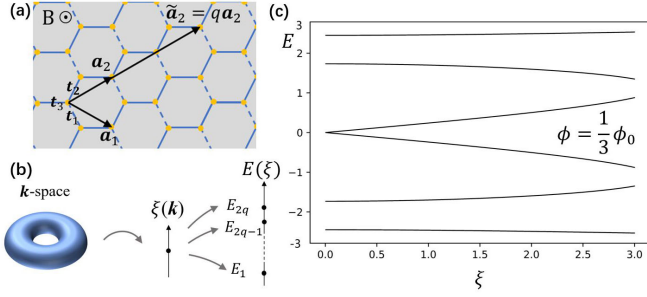 (a)
B ⊙
ã₂ = qa₂
a₂
t₂
t₃
t₁
a₁
(b)
k-space
ξ(k)
E(ξ)
E₂q
E₂q₋₁
E₁
(c)
E
3
2
1
0
-1
-2
-3
ϕ = 1/3 ϕ₀
0.0 0.5 1.0 1.5 2.0 2.5 3.0
ξ